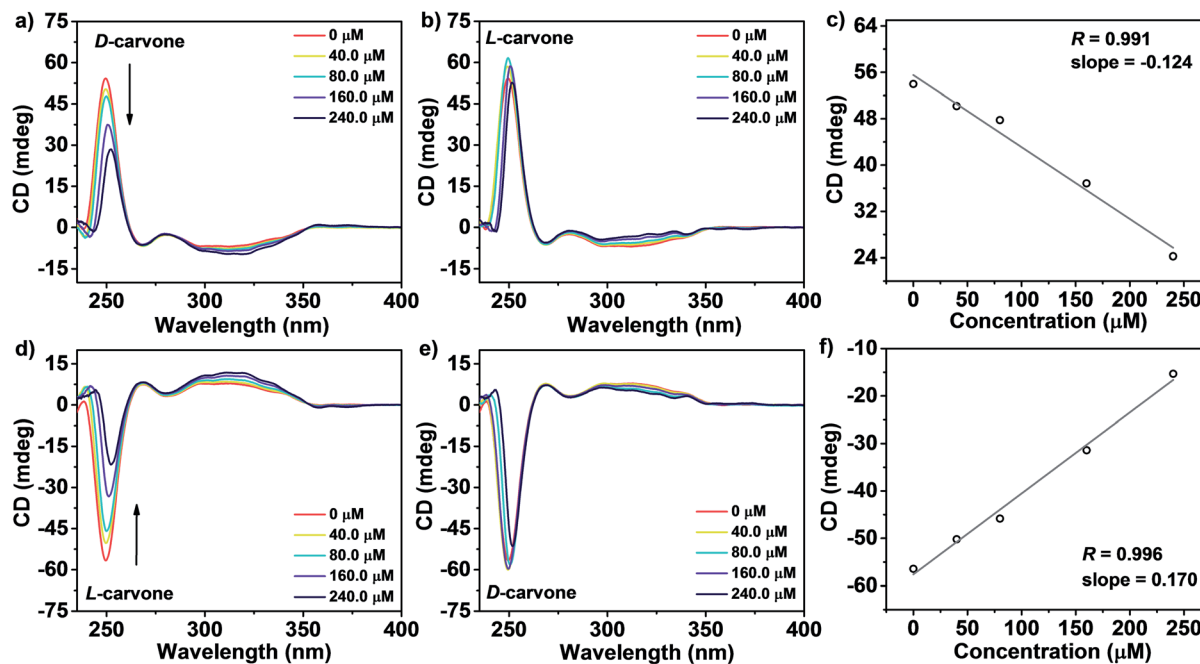 a)
D-carvone
0 μM
40.0 μM
80.0 μM
160.0 μM
240.0 μM
75
60
45
30
15
0
-15
CD (mdeg)
250
300
350
400
Wavelength (nm)
b)
L-carvone
0 μM
40.0 μM
80.0 μM
160.0 μM
240.0 μM
75
60
45
30
15
0
-15
CD (mdeg)
250
300
350
400
Wavelength (nm)
c)
R = 0.991
slope = -0.124
64
56
48
40
32
24
CD (mdeg)
0
50
100
150
200
250
Concentration (μM)
d)
15
0
-15
-30
-45
-60
-75
CD (mdeg)
0 μM
40.0 μM
80.0 μM
160.0 μM
240.0 μM
L-carvone
250
300
350
400
Wavelength (nm)
e)
15
0
-15
-30
-45
-60
-75
CD (mdeg)
0 μM
40.0 μM
80.0 μM
160.0 μM
240.0 μM
D-carvone
250
300
350
400
Wavelength (nm)
f)
-10
-20
-30
-40
-50
-60
CD (mdeg)
R = 0.996
slope = 0.170
0
50
100
150
200
250
Concentration (μM)